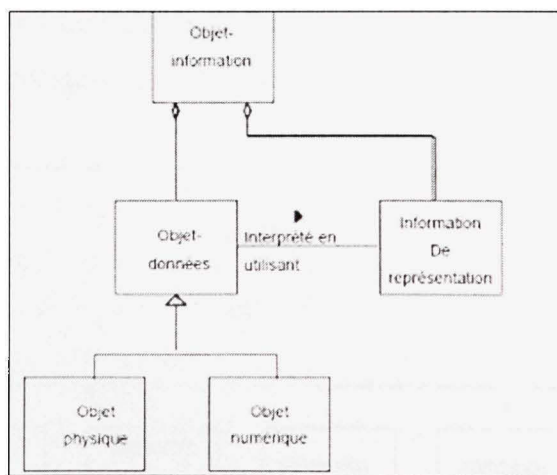 Objet-
information
Objet-
données
Interprété en
utilisant
Information
De
représentation
Objet
physique
Objet
numérique